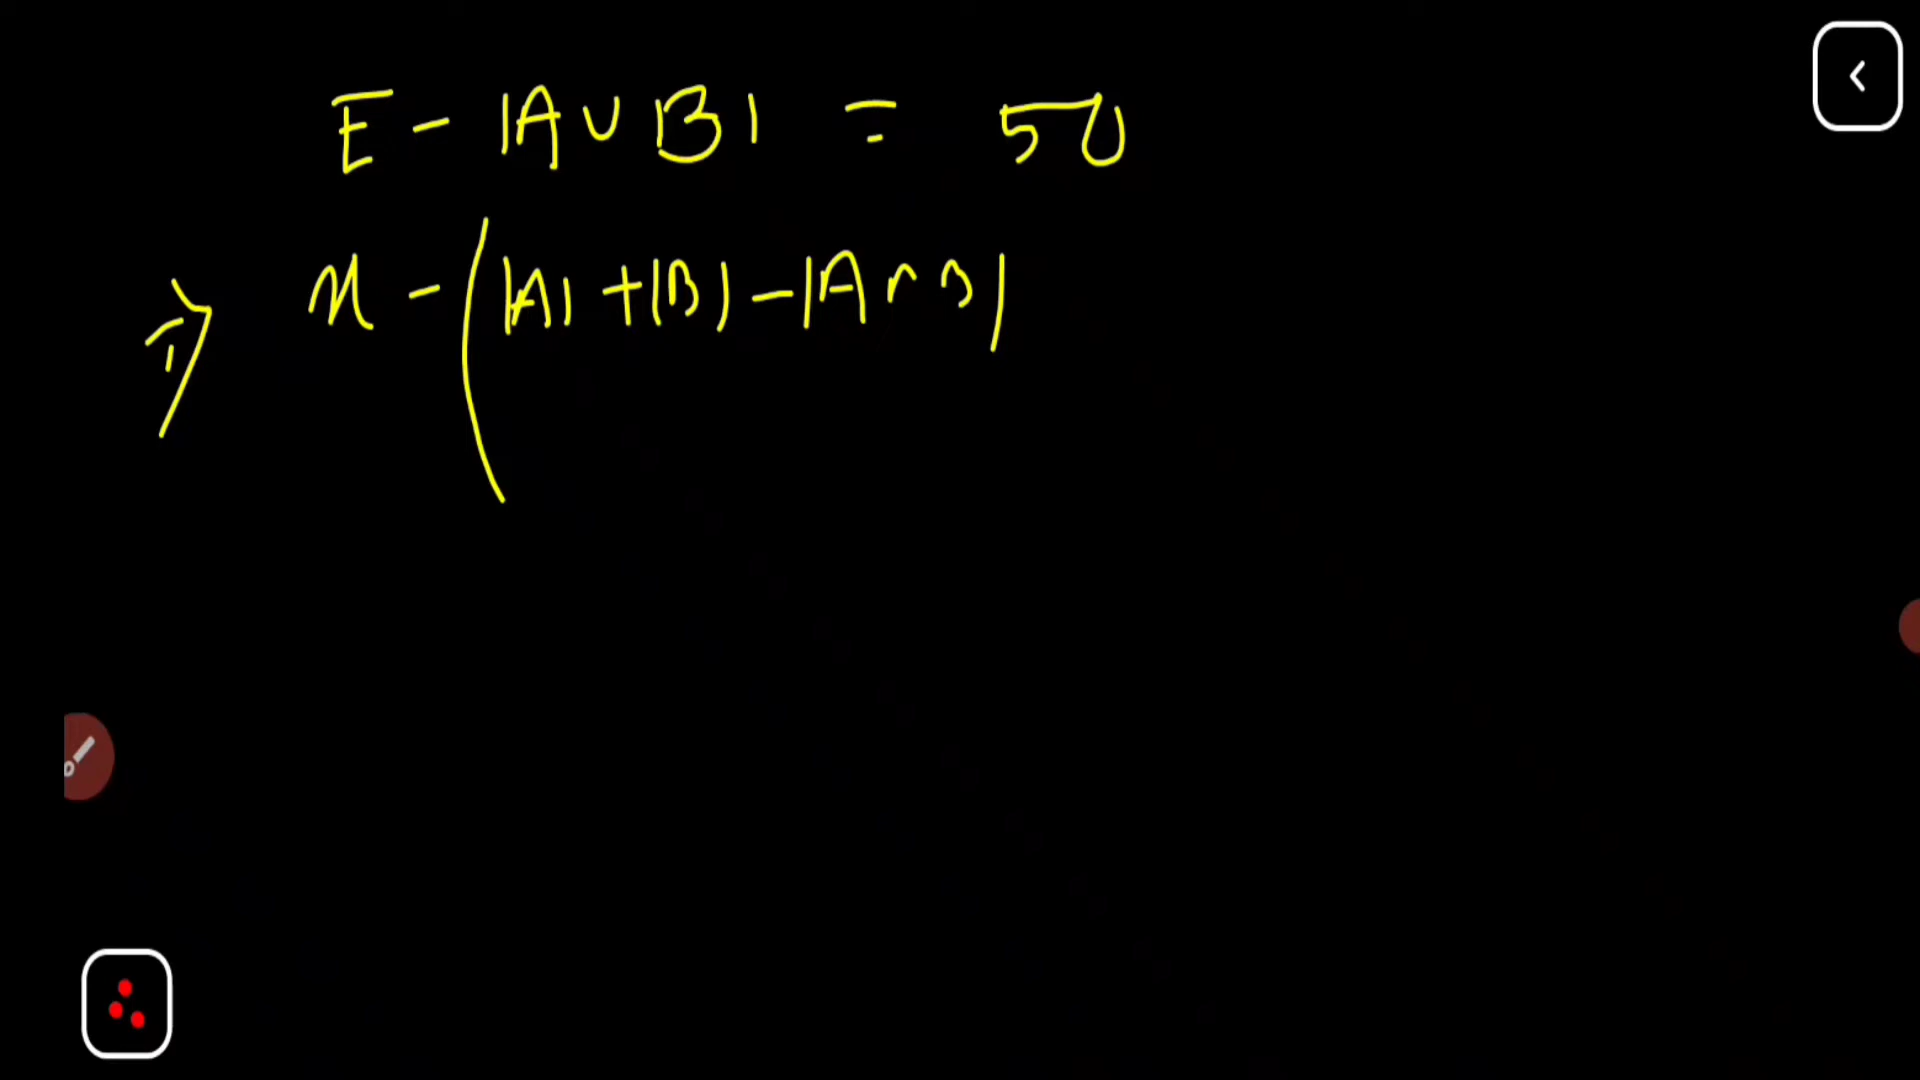 E - |A ∪ B| = 50
⇒ x - (|A| + |B| - |A ∩ B|